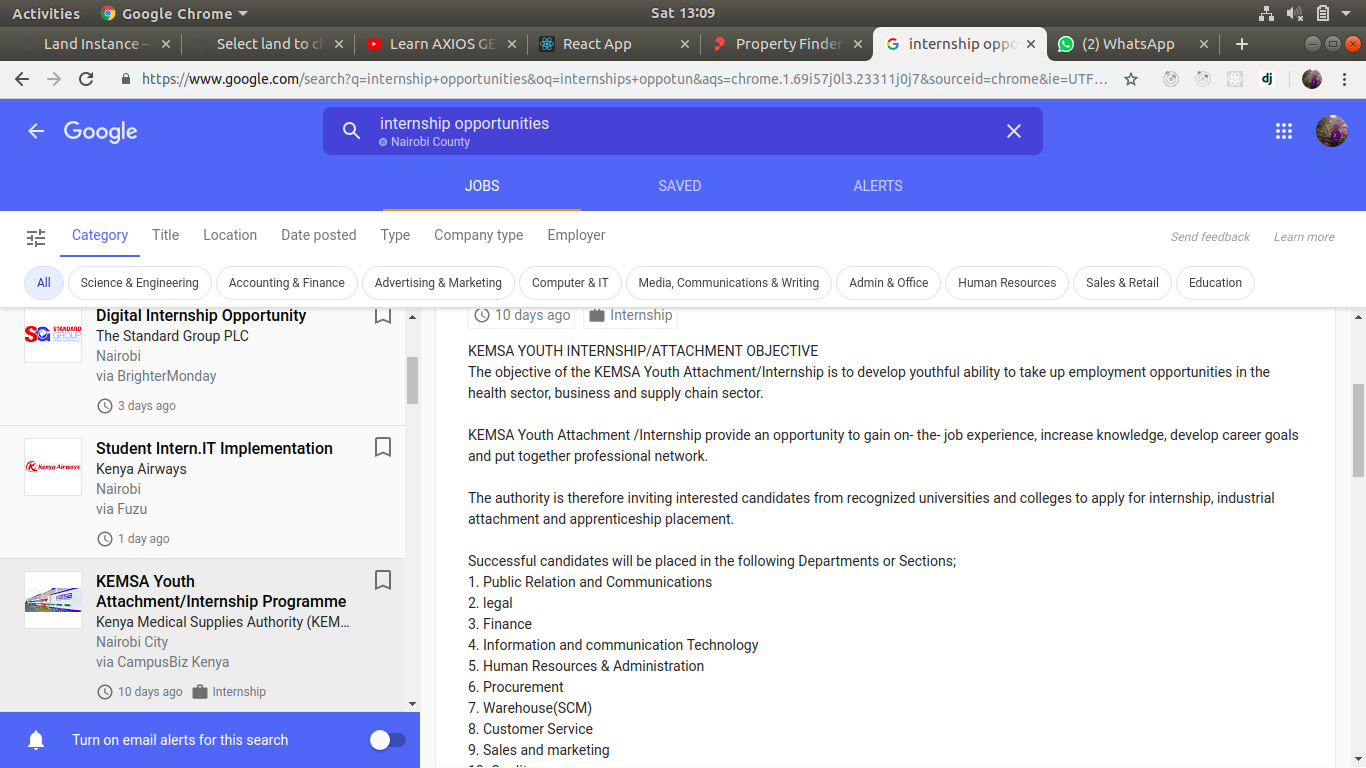 Activities
Google Chrome
Sat 13:09
Land Instance –
Select land to ch
Learn AXIOS GE
React App
Property Finder
internship oppo
(2) WhatsApp
https://www.google.com/search?q=internship+opportunities&oq=internships+oppotun&aqs=chrome.1.69i57j0l3.23311j0j7&sourceid=chrome&ie=UTF...
dj
Google
internship opportunities
Nairobi County
JOBS
SAVED
ALERTS
Category
Title
Location
Date posted
Type
Company type
Employer
Send feedback
Learn more
All
Science & Engineering
Accounting & Finance
Advertising & Marketing
Computer & IT
Media, Communications & Writing
Admin & Office
Human Resources
Sales & Retail
Education
SG STANDARD GROUP
Digital Internship Opportunity
The Standard Group PLC
Nairobi
via BrighterMonday
3 days ago
Kenya Airways
Student Intern.IT Implementation
Kenya Airways
Nairobi
via Fuzu
1 day ago
KEMSA Youth
Attachment/Internship Programme
Kenya Medical Supplies Authority (KEM...
Nairobi City
via CampusBiz Kenya
10 days ago
Internship
Turn on email alerts for this search
10 days ago
Internship
KEMSA YOUTH INTERNSHIP/ATTACHMENT OBJECTIVE
The objective of the KEMSA Youth Attachment/Internship is to develop youthful ability to take up employment opportunities in the
health sector, business and supply chain sector.
KEMSA Youth Attachment /Internship provide an opportunity to gain on- the- job experience, increase knowledge, develop career goals
and put together professional network.
The authority is therefore inviting interested candidates from recognized universities and colleges to apply for internship, industrial
attachment and apprenticeship placement.
Successful candidates will be placed in the following Departments or Sections;
1. Public Relation and Communications
2. legal
3. Finance
4. Information and communication Technology
5. Human Resources & Administration
6. Procurement
7. Warehouse(SCM)
8. Customer Service
9. Sales and marketing